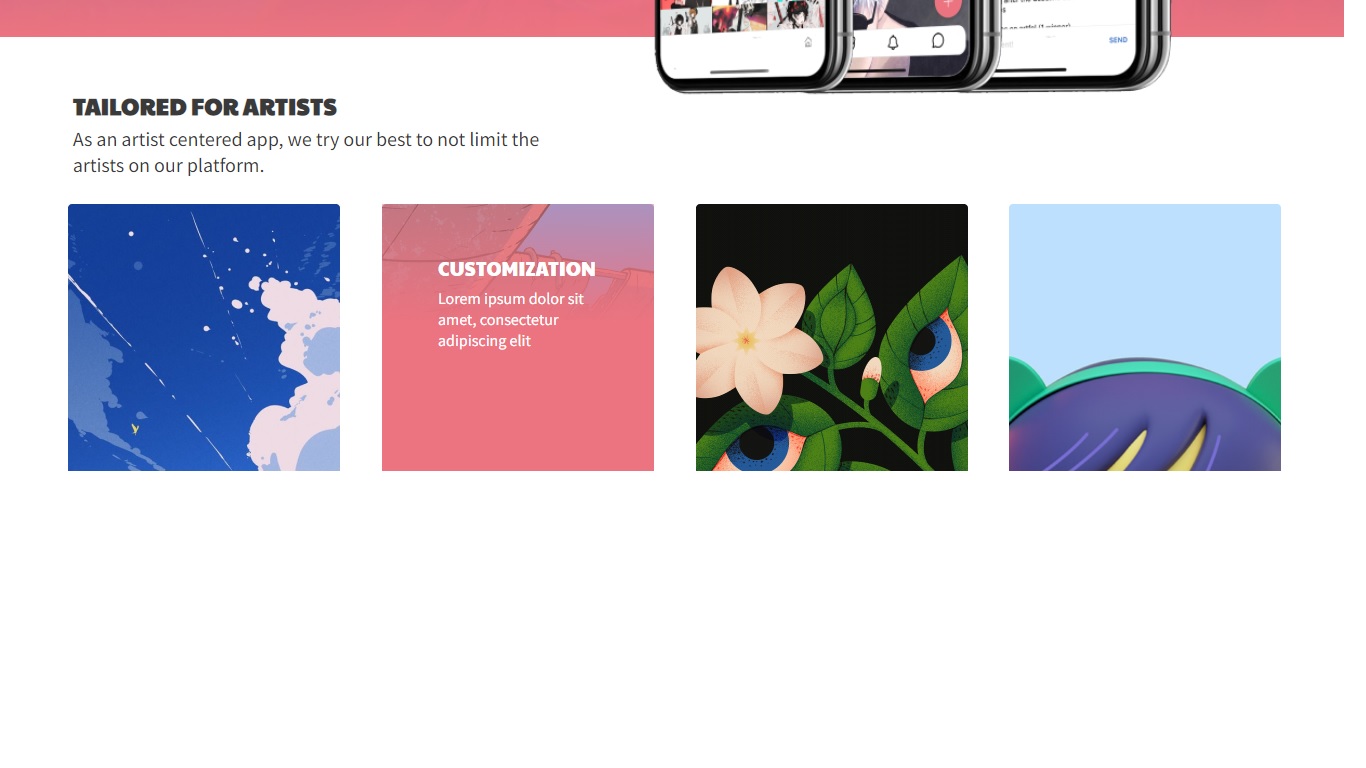 SEND
TAILORED FOR ARTISTS
As an artist centered app, we try our best to not limit the
artists on our platform.
CUSTOMIZATION
Lorem ipsum dolor sit
amet, consectetur
adipiscing elit